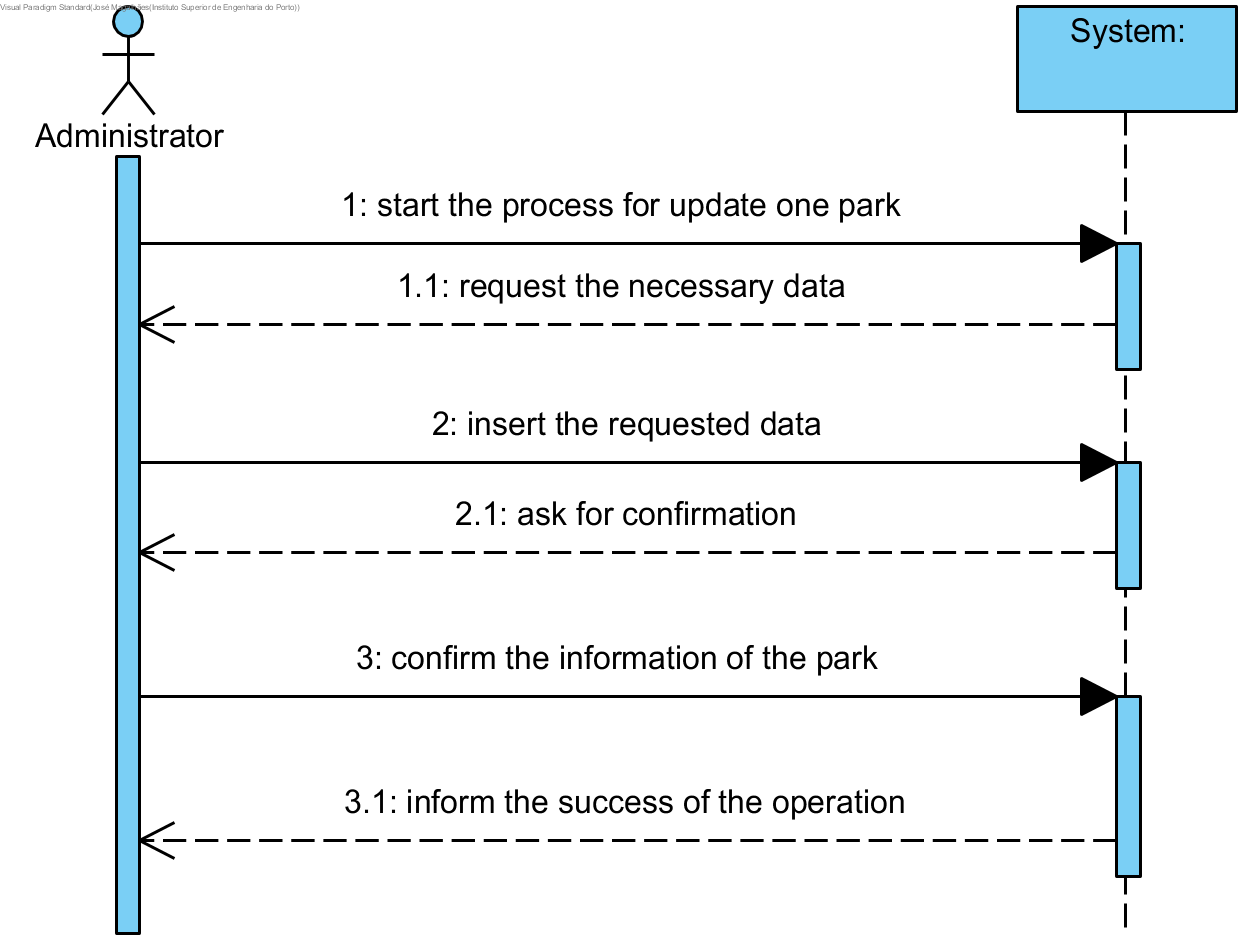 Visual Paradigm Standard(José Magalhães(Instituto Superior de Engenharia do Porto))
System:
Administrator
1: start the process for update one park
1.1: request the necessary data
2: insert the requested data
2.1: ask for confirmation
3: confirm the information of the park
3.1: inform the success of the operation